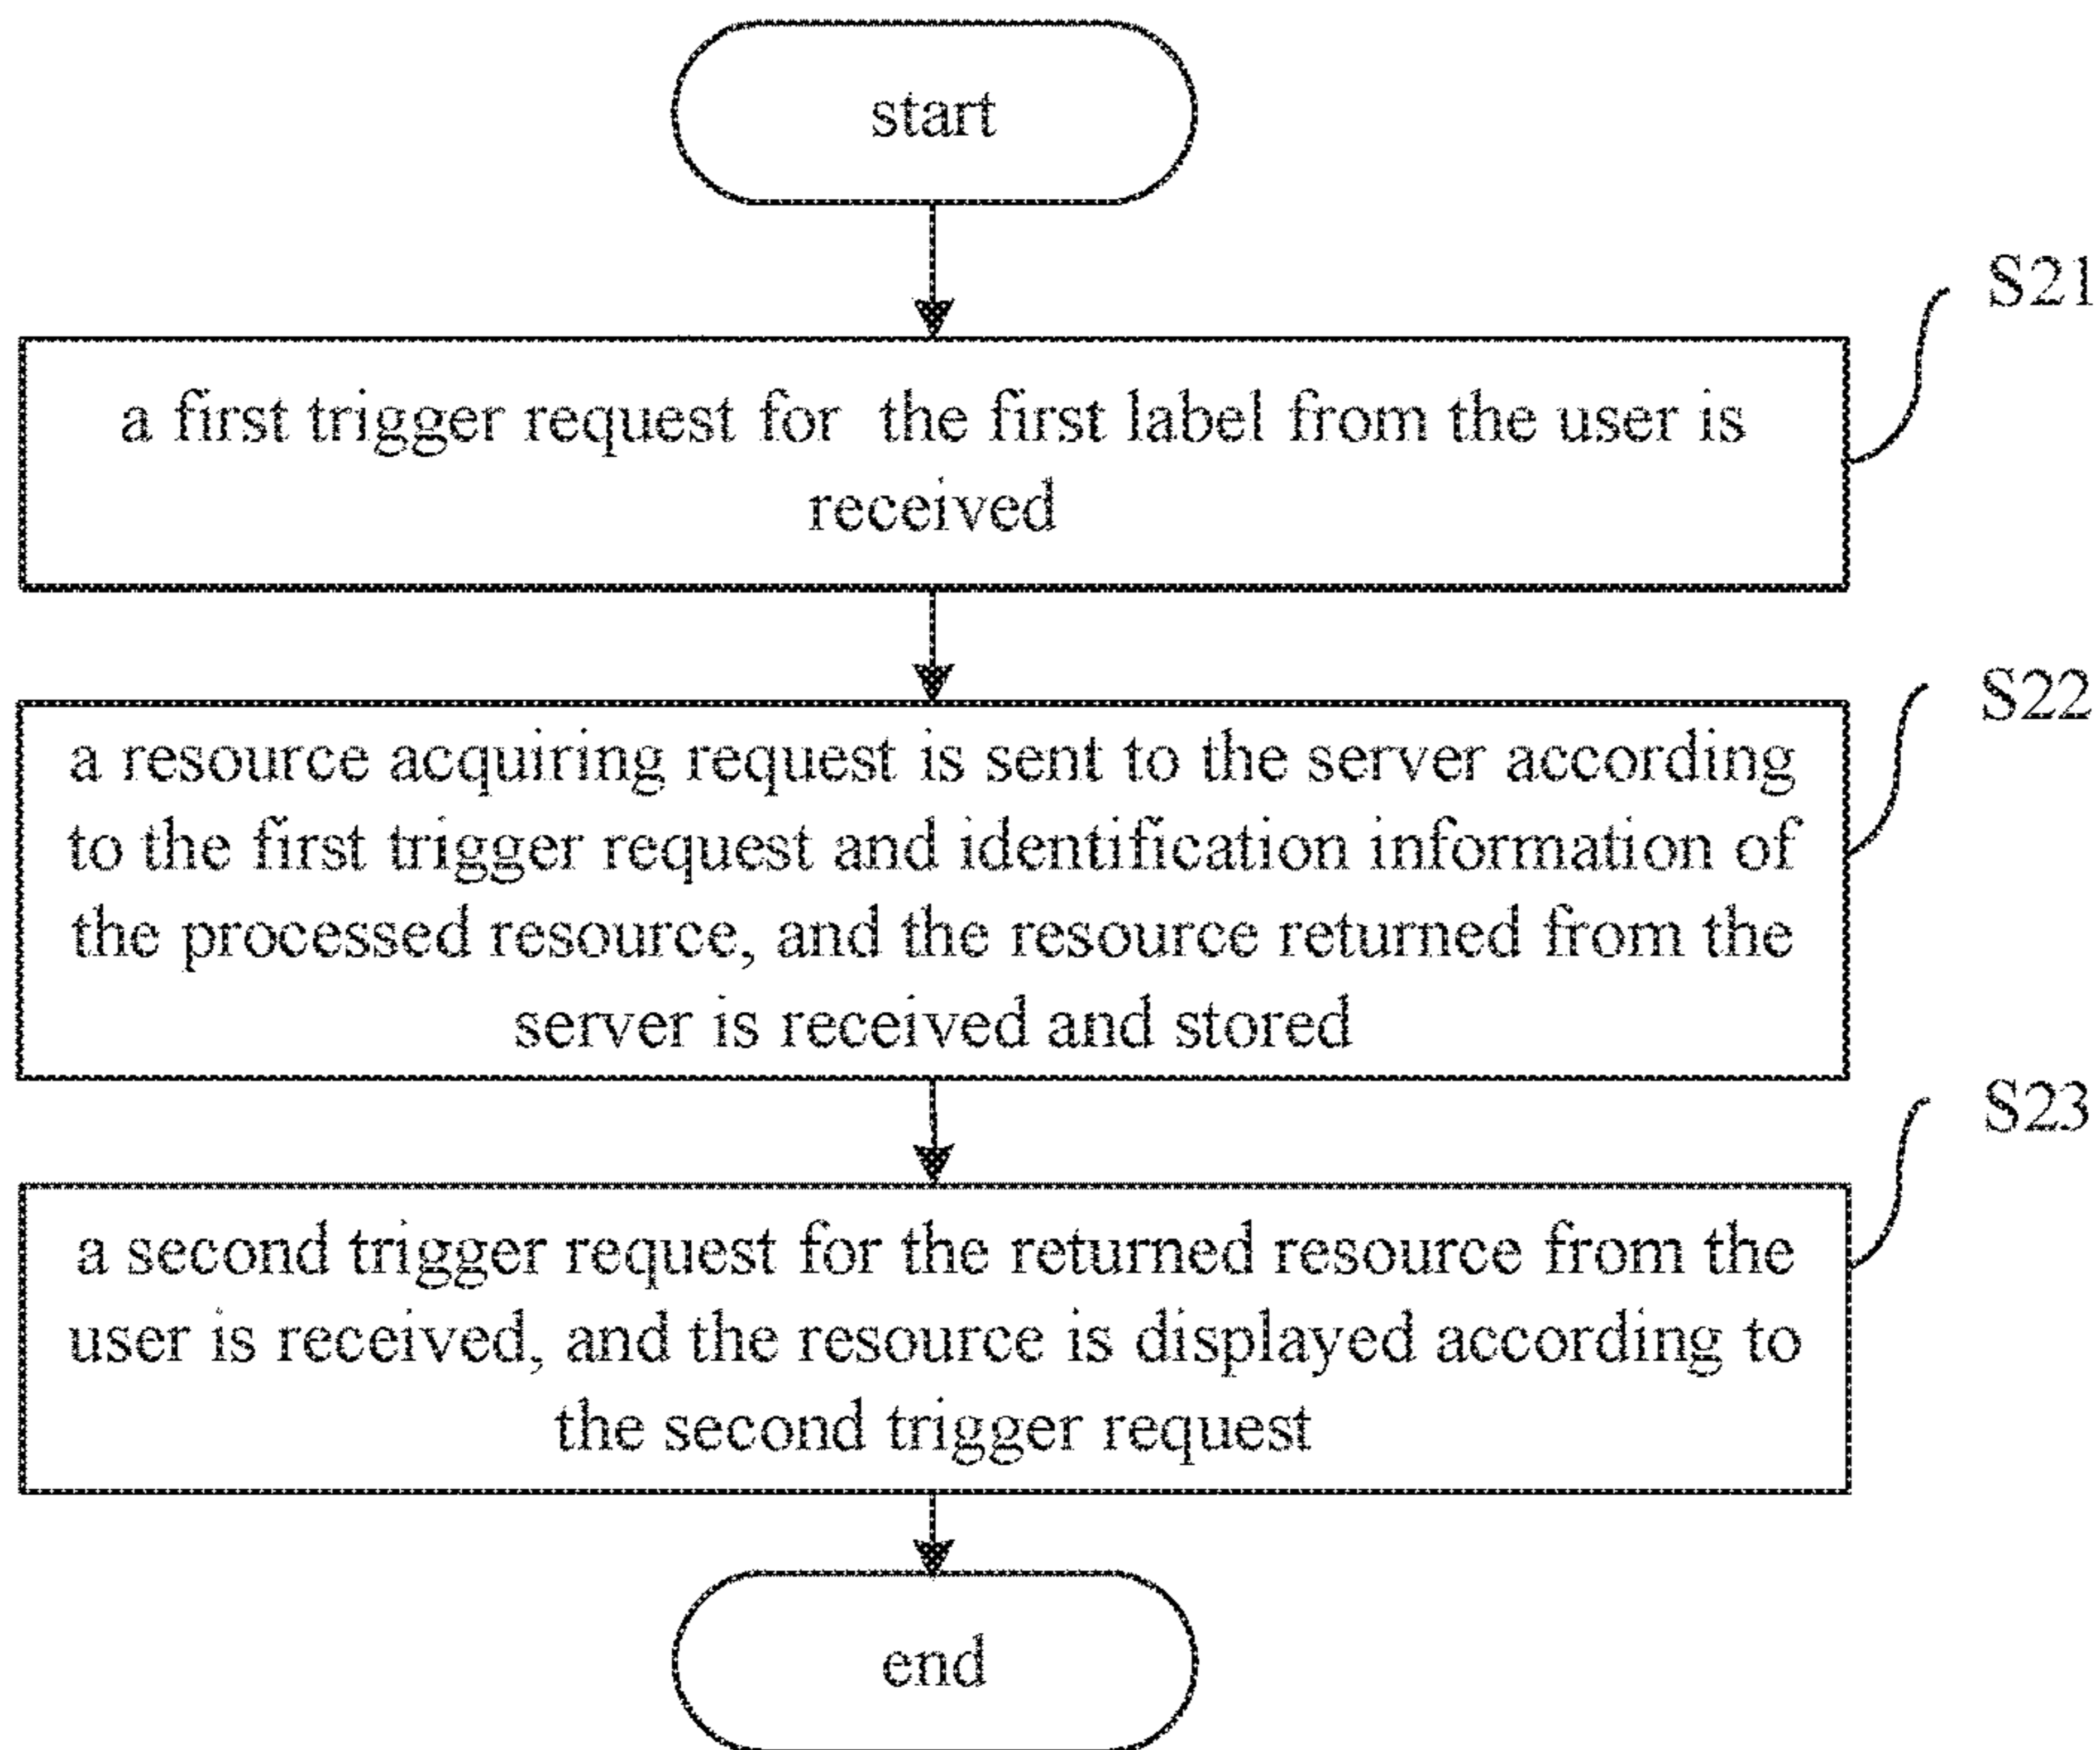 start
S21
a first trigger request for the first label from the user is
received
S22
a resource acquiring request is sent to the server according
to the first trigger request and identification information of
the processed resource, and the resource returned from the
server is received and stored
S23
a second trigger request for the returned resource from the
user is received, and the resource is displayed according to
the second trigger request
end